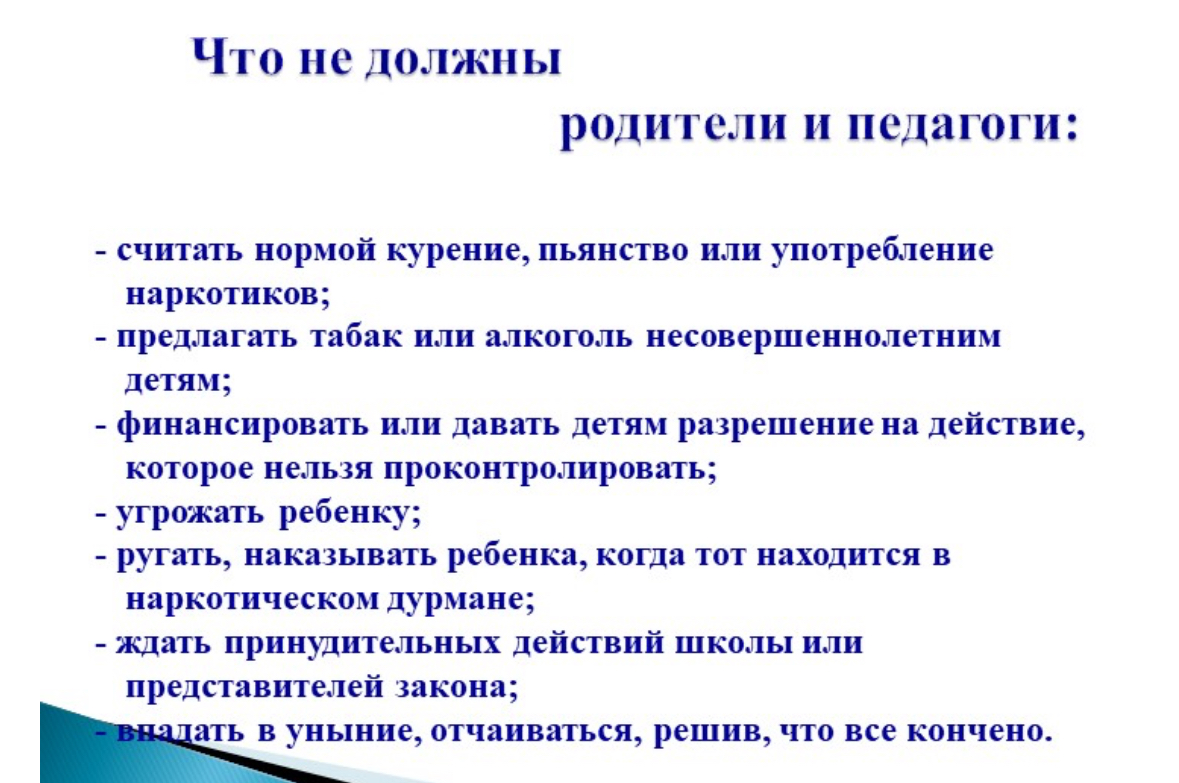 Что не должны
родители и педагоги:
- считать нормой курение, пьянство или употребление
наркотиков;
- предлагать табак или алкоголь несовершеннолетним
детям;
- финансировать или давать детям разрешение на действие,
которое нельзя проконтролировать;
- угрожать ребенку;
- ругать, наказывать ребенка, когда тот находится в
наркотическом дурмане;
- ждать принудительных действий школы или
представителей закона;
- впадать в уныние, отчаиваться, решив, что все кончено.